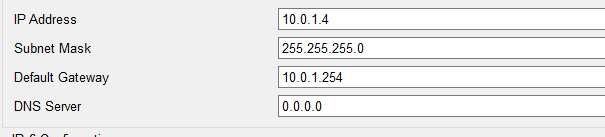 IP Address 10.0.1.4
Subnet Mask 255.255.255.0
Default Gateway 10.0.1.254
DNS Server 0.0.0.0